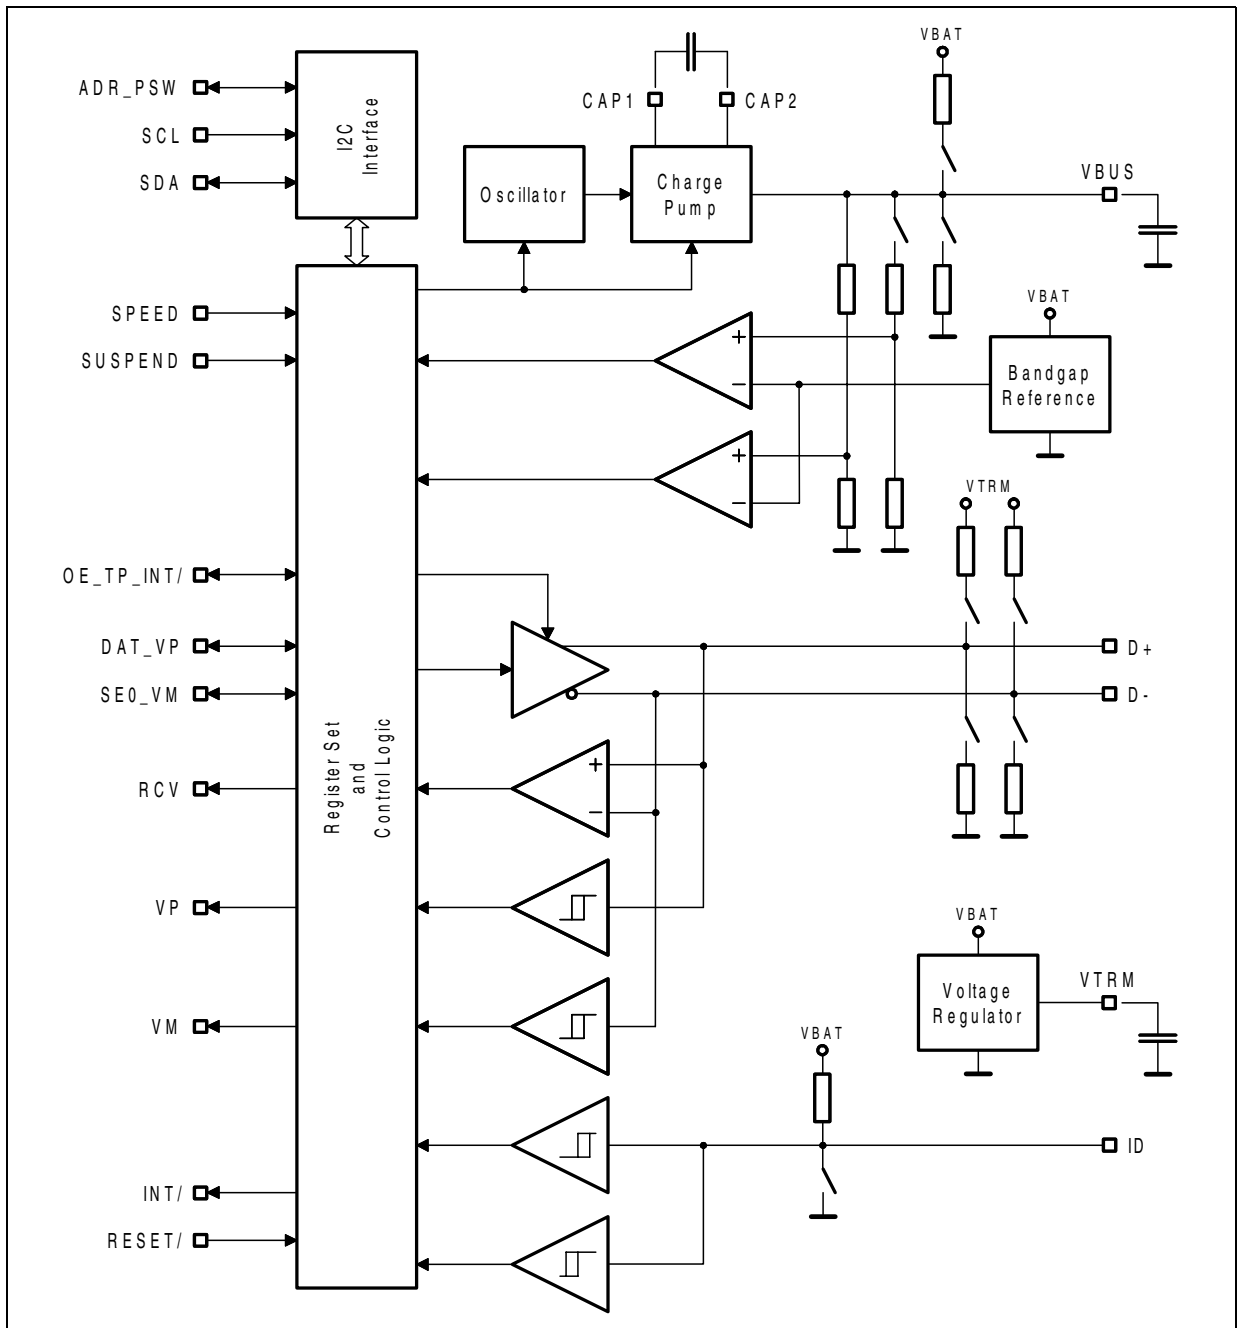 VBAT
ADR_PSW
SCL
SDA
I2C
Interface
CAP1
CAP2
Oscillator
Charge
Pump
VBUS
SPEED
SUSPEND
+
−
VBAT
Bandgap
Reference
+
−
VTRM
OE_TP_INT/
DAT_VP
SE0_VM
D+
D-
Register Set
and
Control Logic
+
−
RCV
VP
VM
VBAT
Voltage
Regulator
VTRM
VBAT
ID
INT/
RESET/